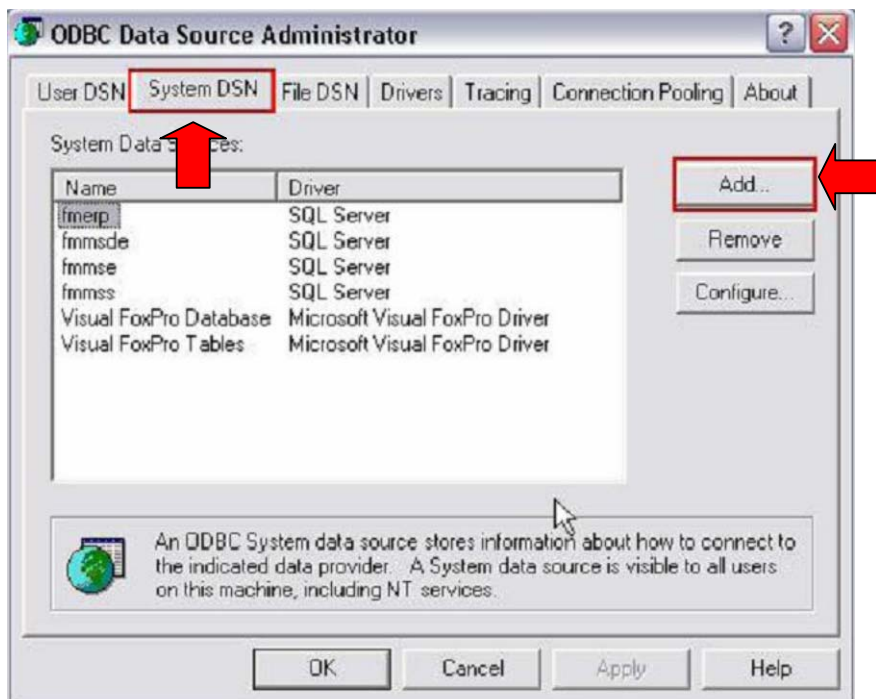 ODBC Data Source Administrator
User DSN System DSN File DSN Drivers Tracing Connection Pooling About
System Data
Add...
Name Driver
fmerp SQL Server
Remove
fmmsde SQL Server
fmmse SQL Server
Configure...
fmmss SQL Server
Visual FoxPro Database Microsoft Visual FoxPro Driver
Visual FoxPro Tables Microsoft Visual FoxPro Driver
An ODBC System data source stores information about how to connect to
the indicated data provider. A System data source is visible to all users
on this machine, including NT services.
OK Cancel Apply Help